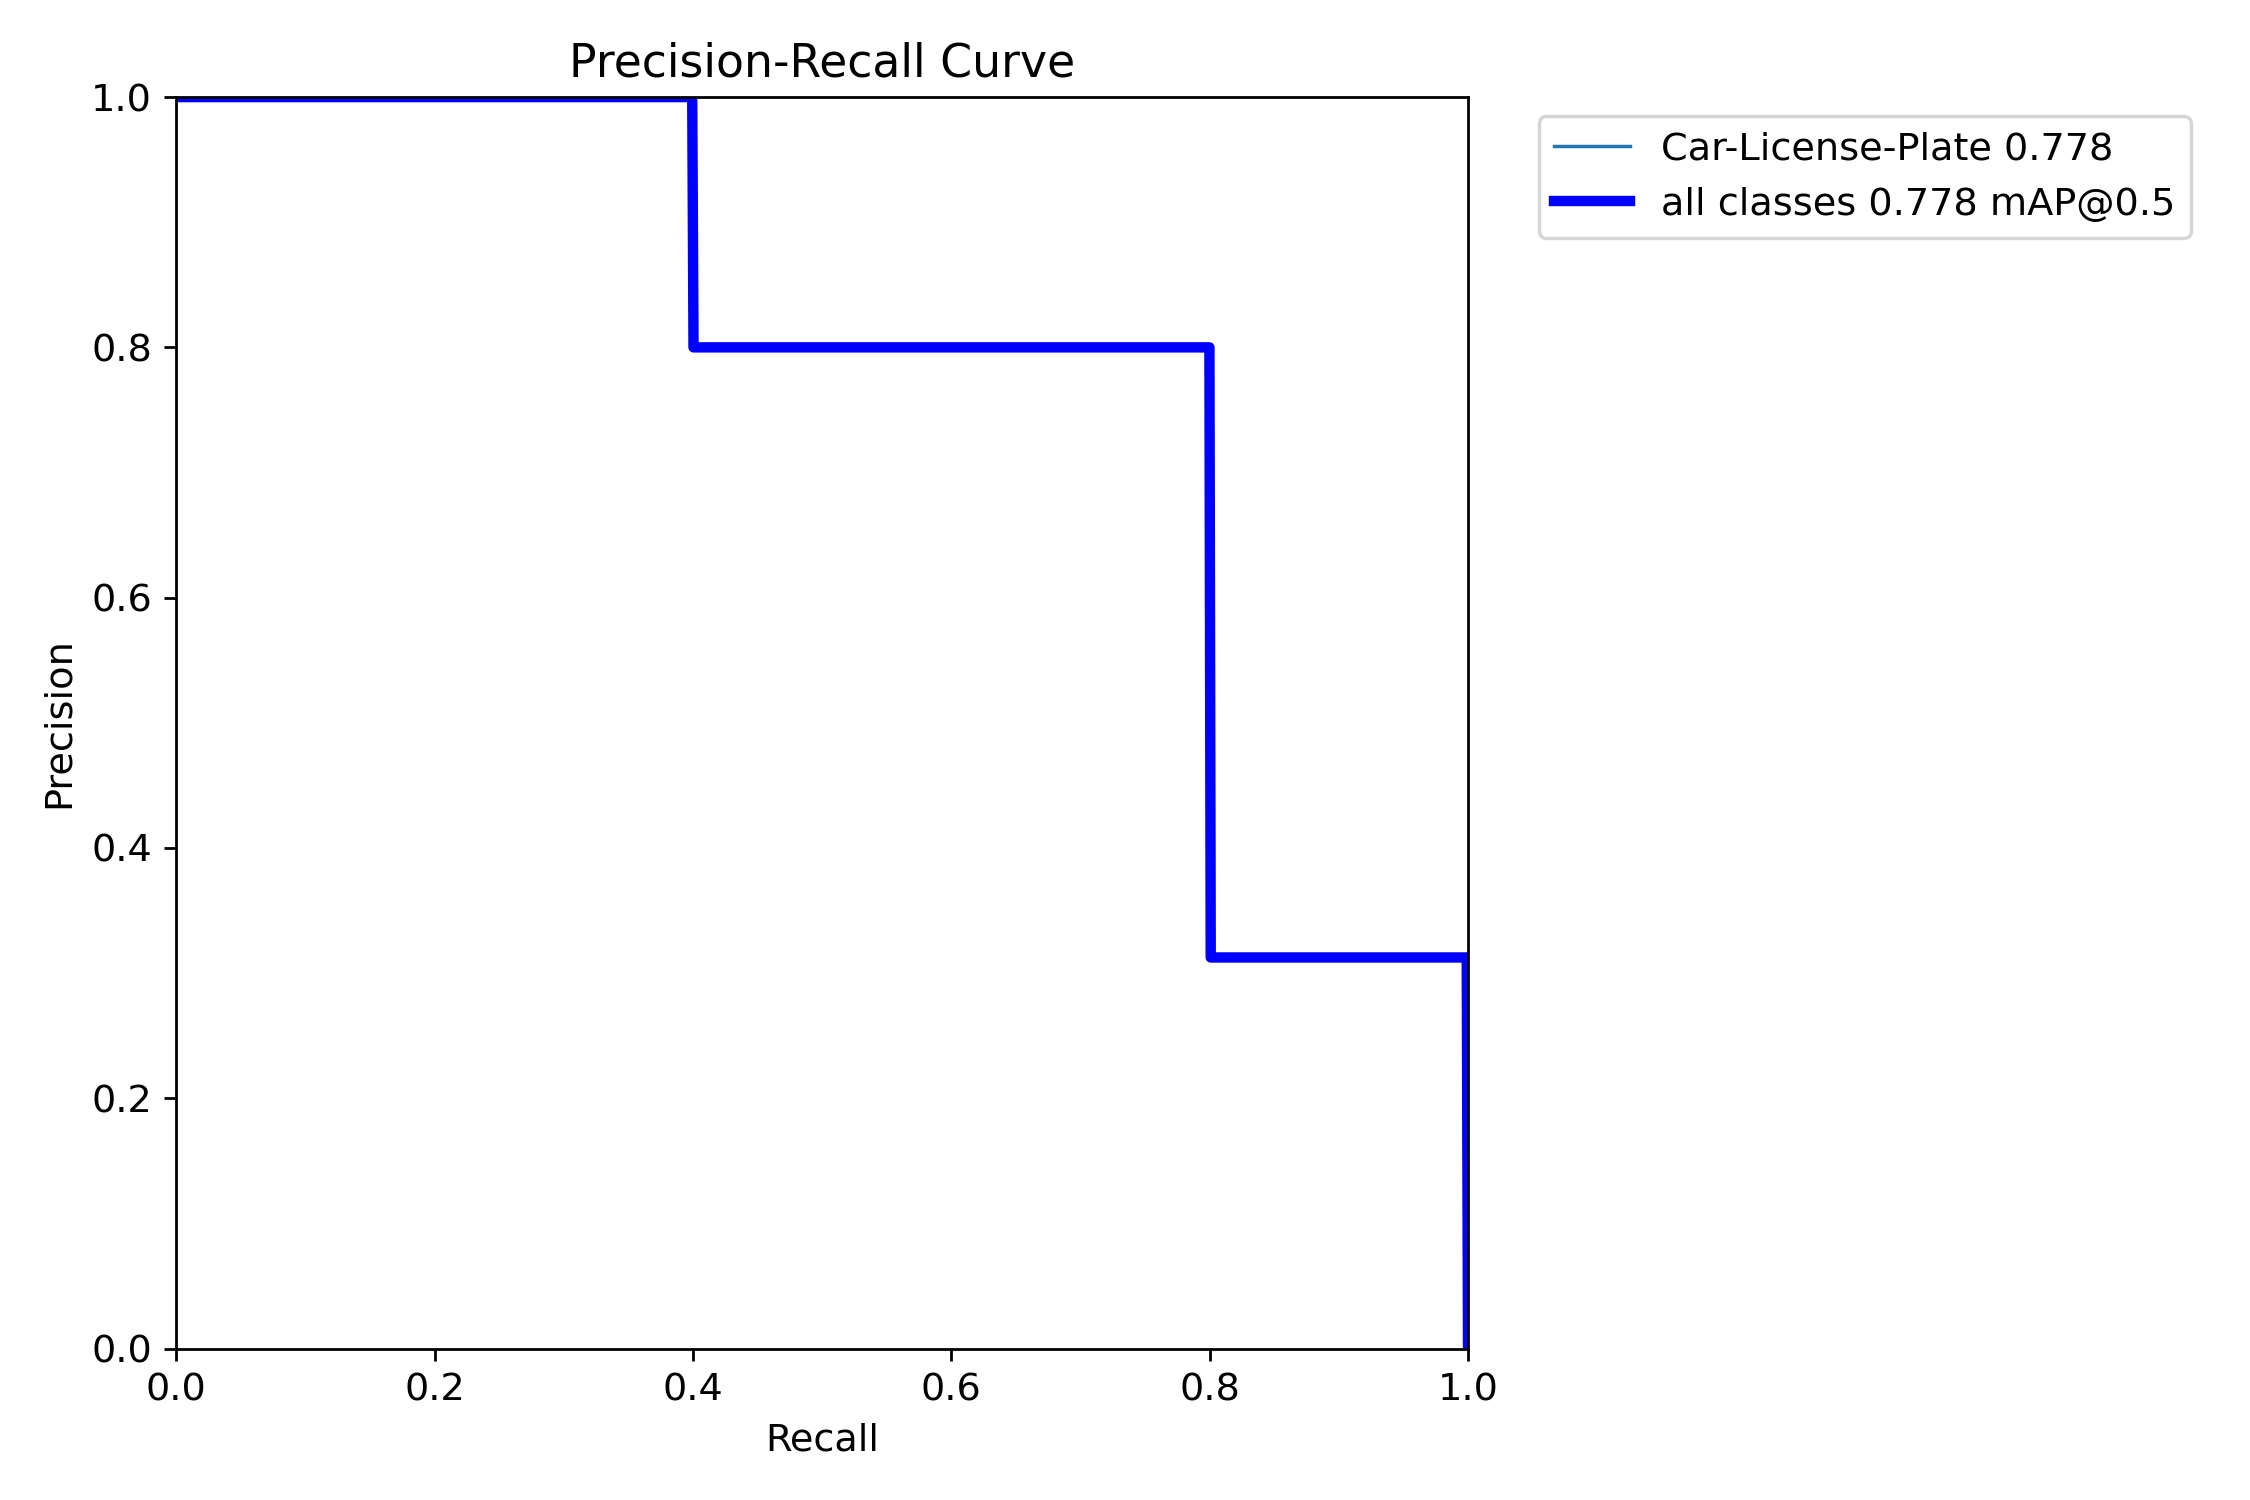 Precision-Recall Curve
Car-License-Plate 0.778
all classes 0.778 mAP@0.5
Precision
1.0
0.8
0.6
0.4
0.2
0.0
0.0 0.2 0.4 0.6 0.8 1.0
Recall